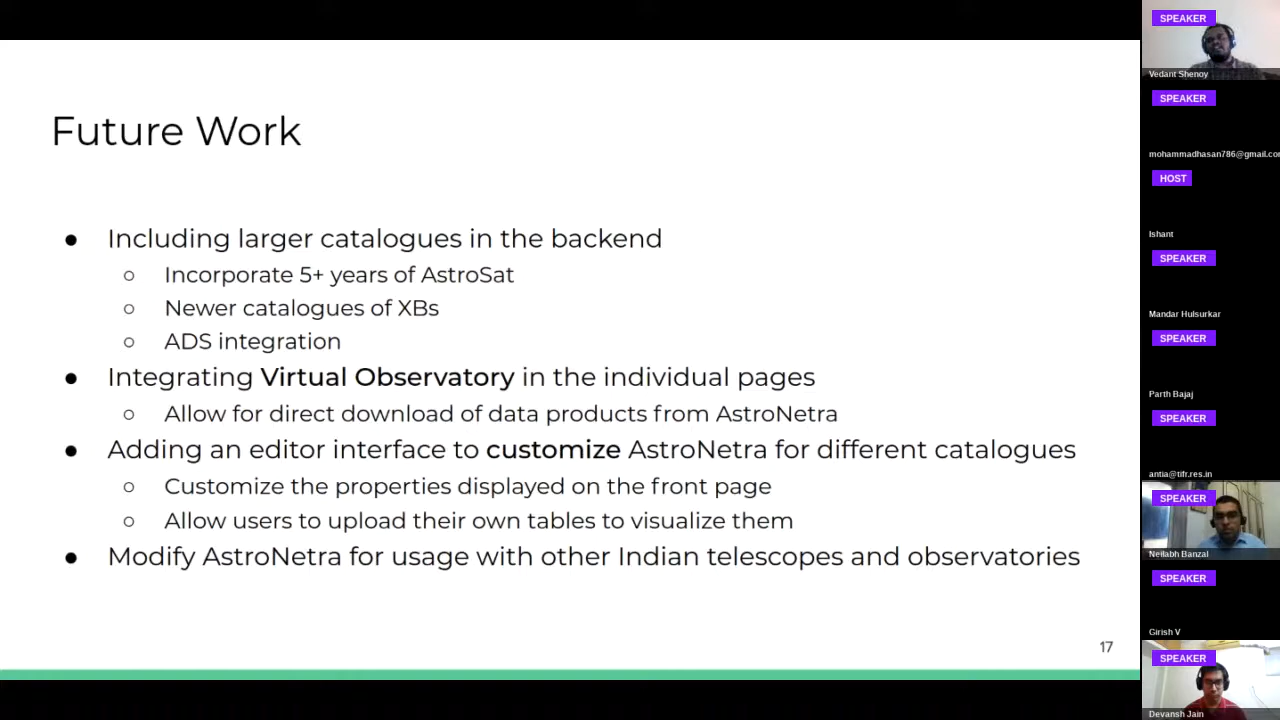 Future Work
● Including larger catalogues in the backend
○ Incorporate 5+ years of AstroSat
○ Newer catalogues of XBs
○ ADS integration
● Integrating Virtual Observatory in the individual pages
○ Allow for direct download of data products from AstroNetra
● Adding an editor interface to customize AstroNetra for different catalogues
○ Customize the properties displayed on the front page
○ Allow users to upload their own tables to visualize them
● Modify AstroNetra for usage with other Indian telescopes and observatories
17
SPEAKER
Vedant Shenoy
SPEAKER
mohammadhasan786@gmail.co
HOST
Ishant
SPEAKER
Mandar Hulsurkar
SPEAKER
Parth Bajaj
SPEAKER
antia@tifr.res.in
SPEAKER
Neilabh Banzal
SPEAKER
Girish V
SPEAKER
Devansh Jain